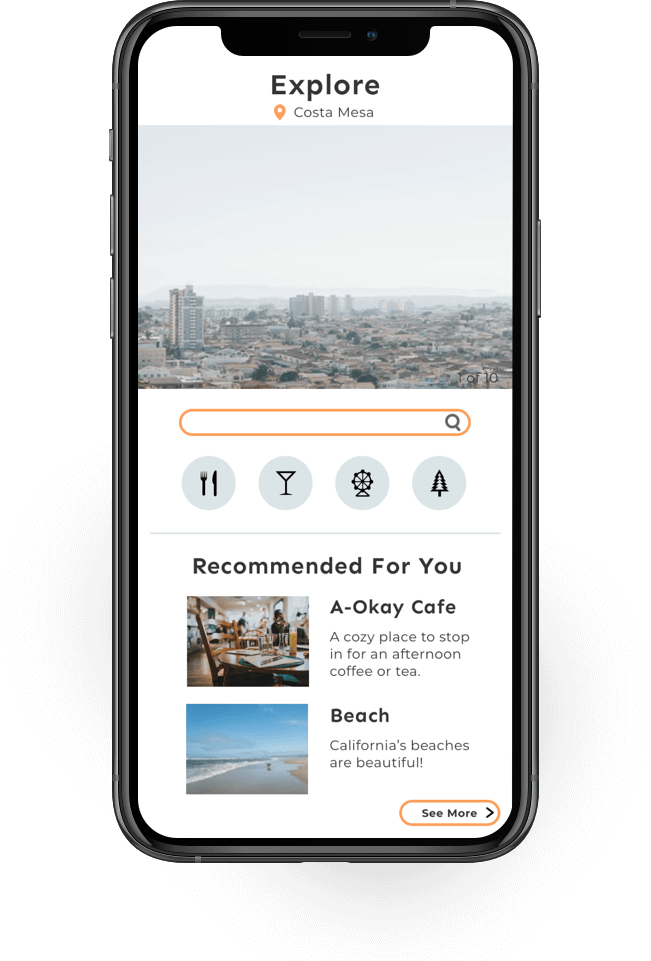 Explore
Costa Mesa
1 of 10
Recommended For You
A-Okay Cafe
A cozy place to stop
in for an afternoon
coffee or tea.
Beach
California's beaches
are beautiful!
See More